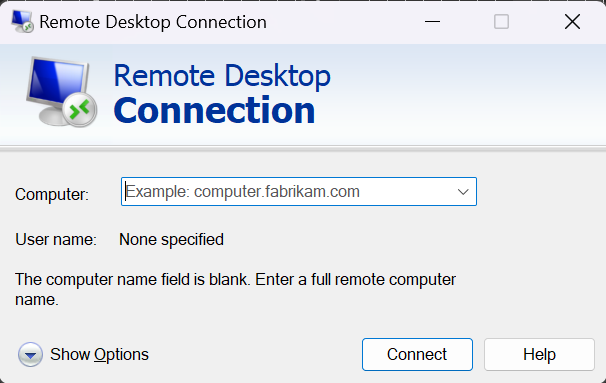 Remote Desktop Connection
Remote Desktop
Connection
Computer:
Example: computer.fabrikam.com
User name:
None specified
The computer name field is blank. Enter a full remote computer
name.
Show Options
Connect
Help